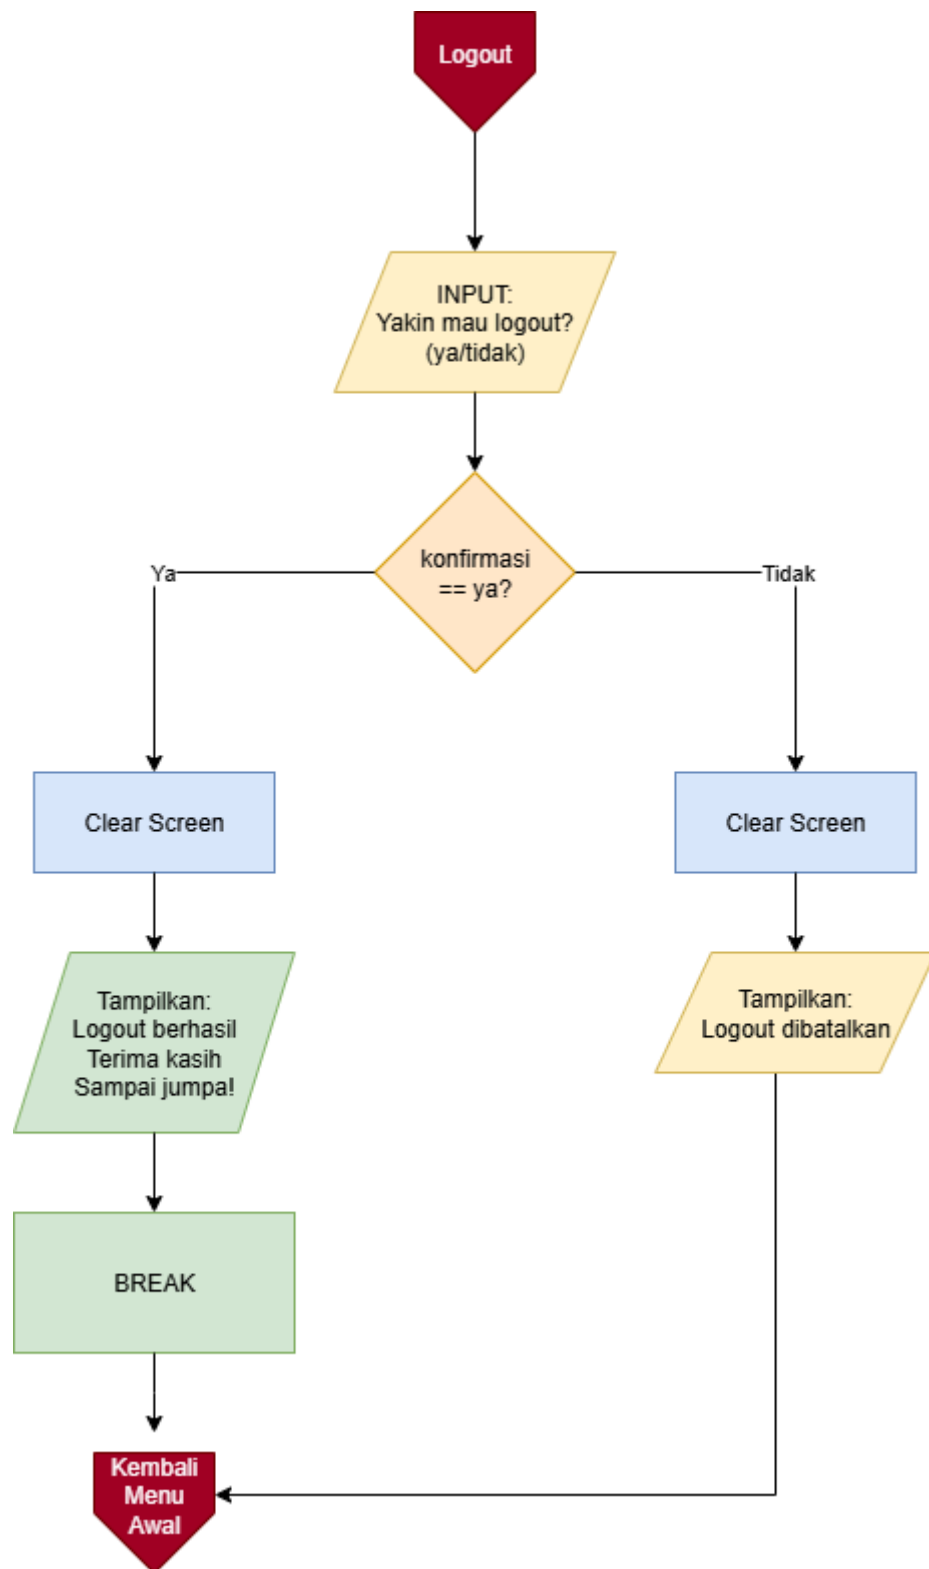 Logout
INPUT:
Yakin mau logout?
(ya/tidak)
konfirmasi
== ya?
Ya
Tidak
Clear Screen
Clear Screen
Tampilkan:
Logout berhasil
Terima kasih
Sampai jumpa!
Tampilkan:
Logout dibatalkan
BREAK
Kembali
Menu
Awal